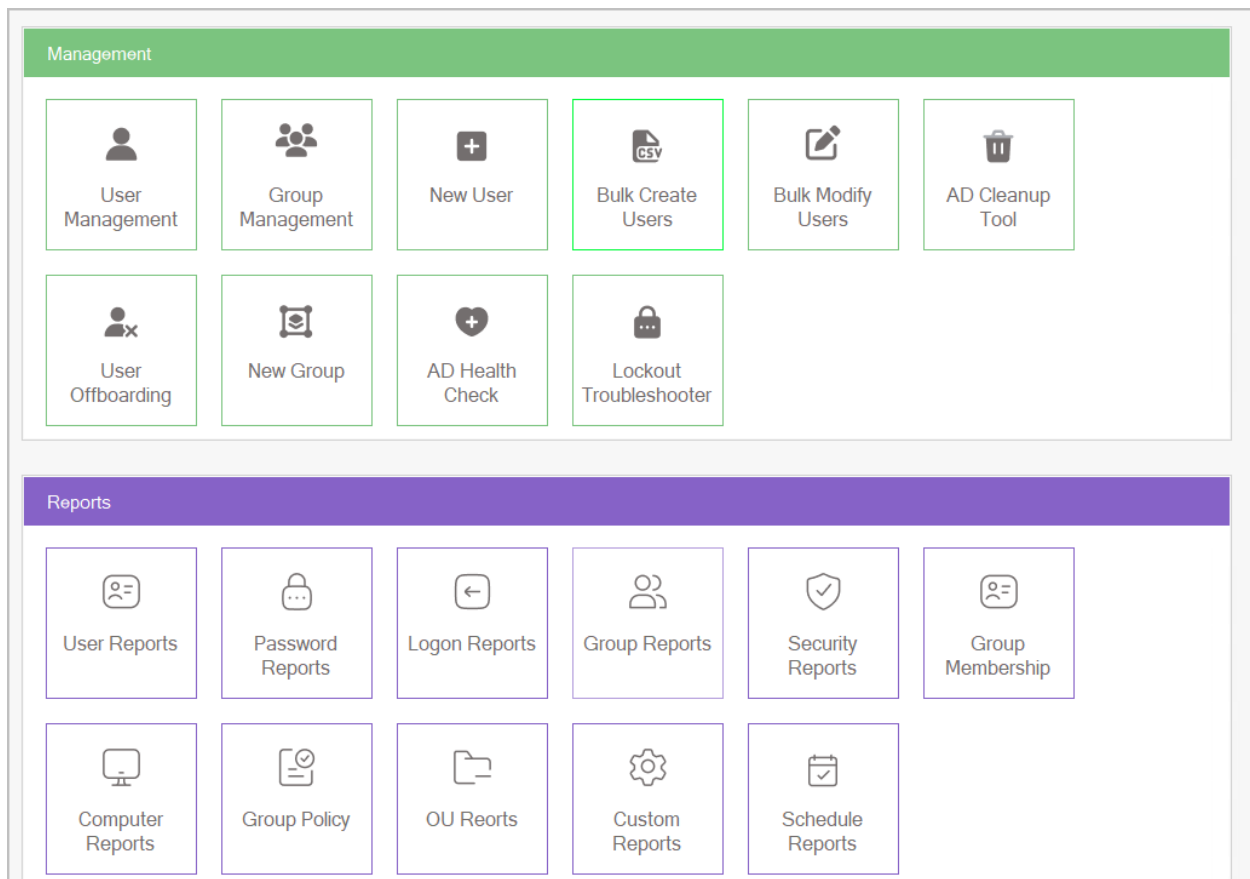 Management
User
Management
Group
Management
New User
CSV
Bulk Create
Users
Bulk Modify
Users
AD Cleanup
Tool
User
Offboarding
New Group
AD Health
Check
Lockout
Troubleshooter
Reports
User Reports
Password
Reports
Logon Reports
Group Reports
Security
Reports
Group
Membership
Computer
Reports
Group Policy
OU Reorts
Custom
Reports
Schedule
Reports